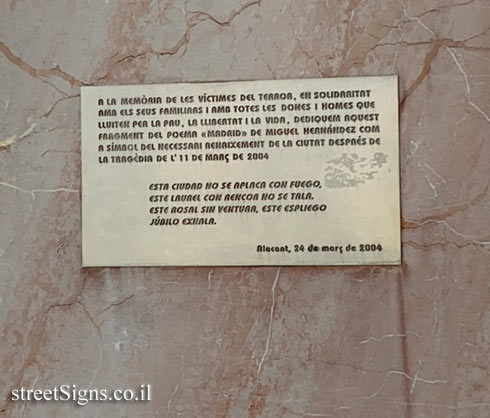 A LA MEMÒRIA DE LES VÍCTIMES DEL TERROR, EN SOLIDARITAT
AMB ELS SEUS FAMILIARS I AMB TOTES LES DONES I HOMES QUE
LLUITEN PER LA PAU, LA LLIBERTAT I LA VIDA, DEDIQUEM AQUEST
FRAGMENT DEL POEMA «MADRID» DE MIGUEL HERNÁNDEZ COM
A SÍMBOL DEL NECESSARI RENAIXEMENT DE LA CIUTAT DESPRÉS DE
LA TRAGÈDIA DE L'11 DE MARÇ DE 2004
ESTA CIUDAD NO SE APLACA CON FUEGO,
ESTE LAUREL CON RENCOR NO SE TALA.
ESTE ROSAL SIN VENTURA, ESTE ESPLIEGO
JÚBILO EXHALA.
Alacant, 24 de març de 2004
streetSigns.co.il